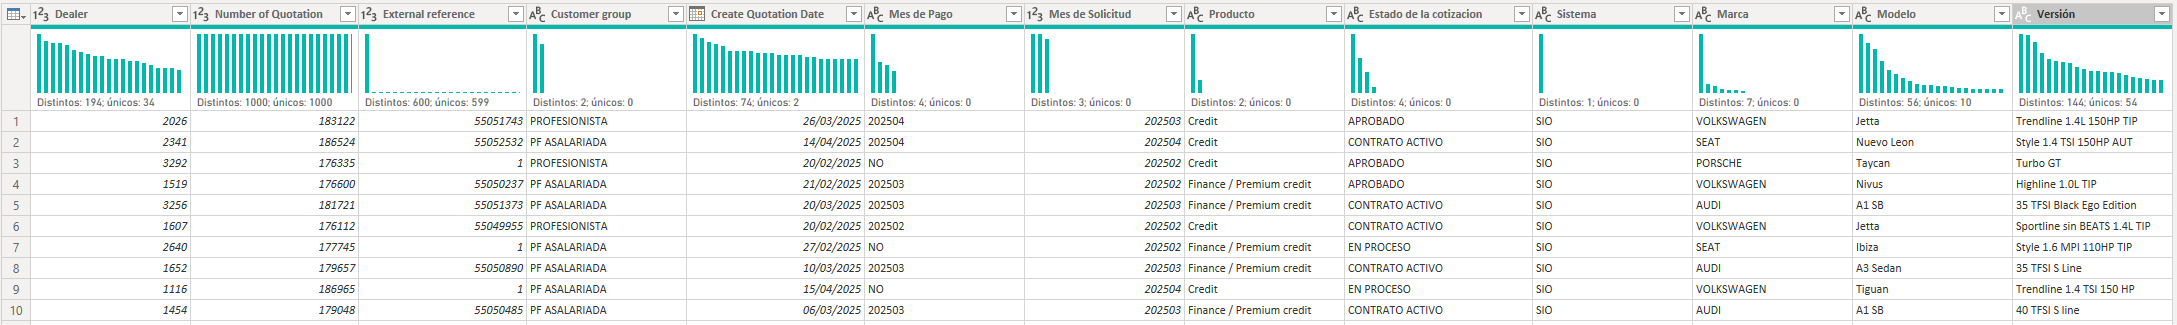 1²3 Dealer 1²3 Number of Quotation 1²3 External reference ABC Customer group Create Quotation Date ABC Mes de Pago 1²3 Mes de Solicitud ABC Producto ABC Estado de la cotizacion ABC Sistema ABC Marca ABC Modelo ABC Versión
Distintos: 194; únicos: 34 Distintos: 1000; únicos: 1000 Distintos: 600; únicos: 599 Distintos: 2; únicos: 0 Distintos: 74; únicos: 2 Distintos: 4; únicos: 0 Distintos: 3; únicos: 0 Distintos: 2; únicos: 0 Distintos: 4; únicos: 0 Distintos: 1; únicos: 0 Distintos: 7; únicos: 0 Distintos: 56; únicos: 10 Distintos: 144; únicos: 54
1 2026 183122 55051743 PROFESIONISTA 26/03/2025 202504 202503 Credit APROBADO SIO VOLKSWAGEN Jetta Trendline 1.4L 150HP TIP
2 2341 186524 55052532 PF ASALARIADA 14/04/2025 202504 202504 Credit CONTRATO ACTIVO SIO SEAT Nuevo Leon Style 1.4 TSI 150HP AUT
3 3292 176335 1 PROFESIONISTA 20/02/2025 NO 202502 Credit APROBADO SIO PORSCHE Taycan Turbo GT
4 1519 176600 55050237 PF ASALARIADA 21/02/2025 202503 202502 Finance / Premium credit APROBADO SIO VOLKSWAGEN Nivus Highline 1.0L TIP
5 3256 181721 55051373 PF ASALARIADA 20/03/2025 202503 202503 Finance / Premium credit CONTRATO ACTIVO SIO AUDI A1 SB 35 TFSI Black Ego Edition
6 1607 176112 55049955 PROFESIONISTA 20/02/2025 202502 202502 Credit CONTRATO ACTIVO SIO VOLKSWAGEN Jetta Sportline sin BEATS 1.4L TIP
7 2640 177745 1 PF ASALARIADA 27/02/2025 NO 202502 Finance / Premium credit EN PROCESO SIO SEAT Ibiza Style 1.6 MPI 110HP TIP
8 1652 179657 55050890 PF ASALARIADA 10/03/2025 202503 202503 Finance / Premium credit CONTRATO ACTIVO SIO AUDI A3 Sedan 35 TFSI S Line
9 1116 186965 1 PF ASALARIADA 15/04/2025 NO 202504 Credit EN PROCESO SIO VOLKSWAGEN Tiguan Trendline 1.4 TSI 150 HP
10 1454 179048 55050485 PF ASALARIADA 06/03/2025 202503 202503 Finance / Premium credit CONTRATO ACTIVO SIO AUDI A1 SB 40 TFSI S line